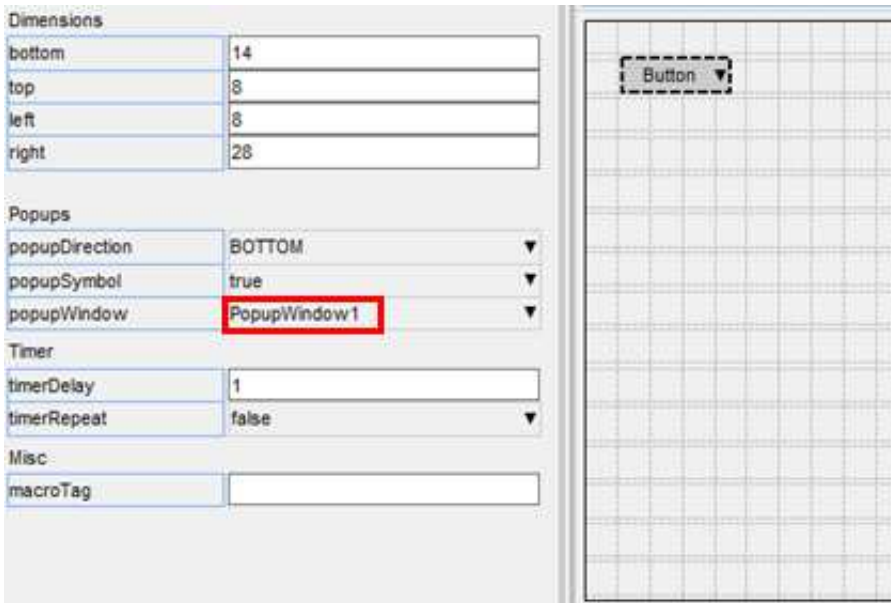 Dimensions
bottom 14
top 8
left 8
right 28
Popups
popupDirection BOTTOM
popupSymbol true
popupWindow PopupWindow1
Timer
timerDelay 1
timerRepeat false
Misc
macroTag
Button